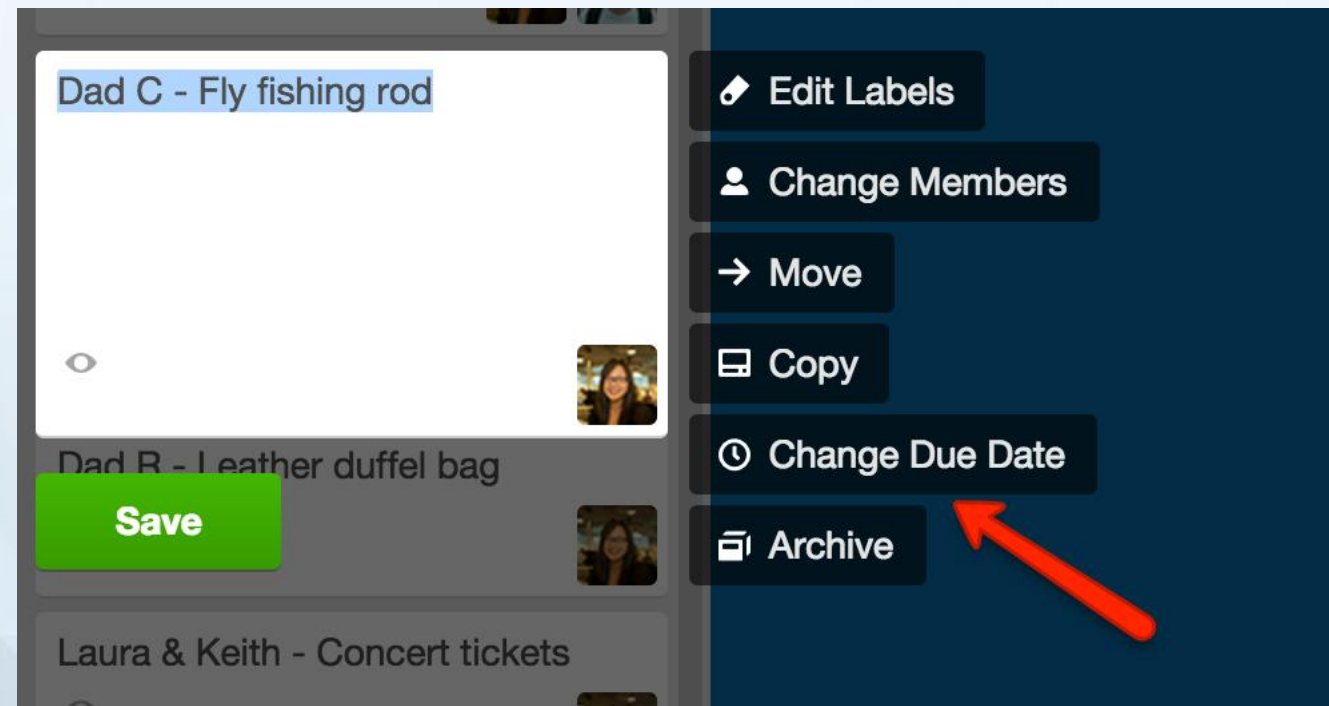 Dad C - Fly fishing rod
Edit Labels
Change Members
Move
Copy
Change Due Date
Archive
Dad R - Leather duffel bag
Save
Laura & Keith - Concert tickets